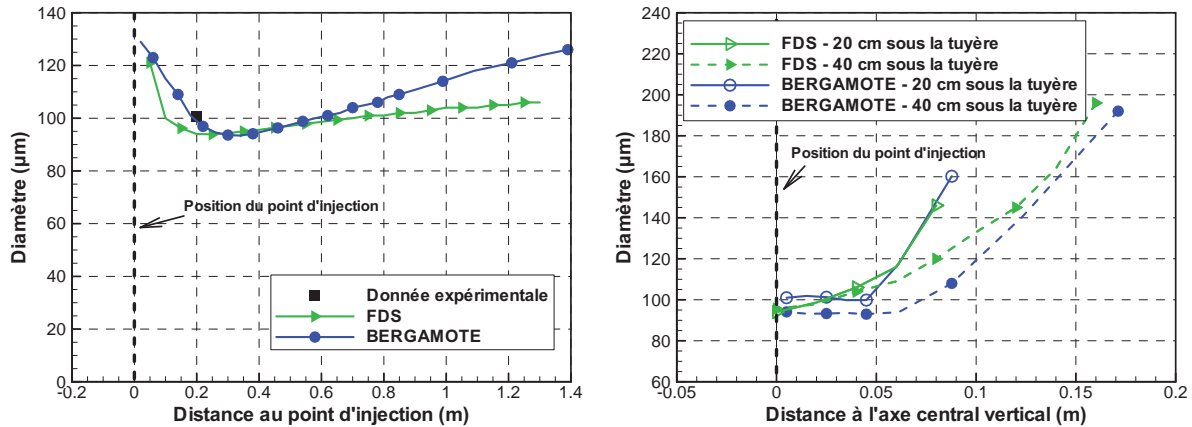 140
120
100
80
60
40
20
0
Diamètre (µm)
Position du point d'injection
Donnée expérimentale
FDS
BERGAMOTE
-0.2
0
0.2
0.4
0.6
0.8
1
1.2
1.4
Distance au point d'injection (m)
240
220
200
180
160
140
120
100
80
60
Diamètre (µm)
FDS - 20 cm sous la tuyère
FDS - 40 cm sous la tuyère
BERGAMOTE - 20 cm sous la tuyère
BERGAMOTE - 40 cm sous la tuyère
Position du point d'injection
-0.05
0
0.05
0.1
0.15
0.2
Distance à l'axe central vertical (m)